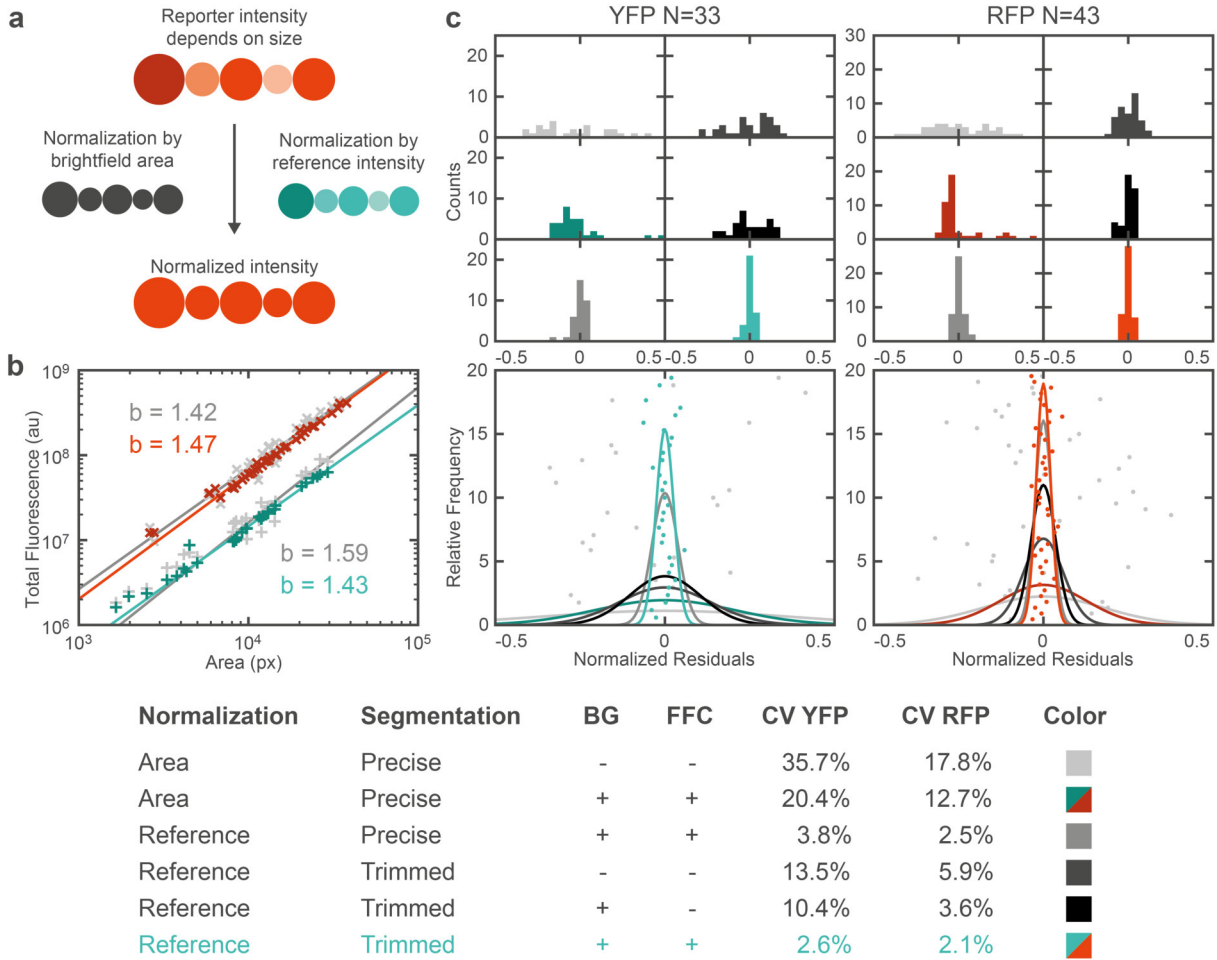 a
Reporter intensity
depends on size
Normalization by
brightfield area
Normalization by
reference intensity
Normalized intensity
b
10^9
10^8
10^7
10^6
Total Fluorescence (au)
b = 1.42
b = 1.47
b = 1.59
b = 1.43
10^3
10^4
10^5
Area (px)
c
YFP N=33
RFP N=43
25
20
10
0
20
10
0
20
10
0
Counts
-0.5
0
0.5
0
0.5
30
20
10
0
20
10
0
20
10
0
-0.5
0
0
0.5
20
15
10
5
0
Relative Frequency
-0.5
0
0.5
Normalized Residuals
20
15
10
5
0
-0.5
0
0.5
Normalized Residuals
Normalization Segmentation BG FFC CV YFP CV RFP Color
Area Precise - - 35.7% 17.8%
Area Precise + + 20.4% 12.7%
Reference Precise + + 3.8% 2.5%
Reference Trimmed - - 13.5% 5.9%
Reference Trimmed + - 10.4% 3.6%
Reference Trimmed + + 2.6% 2.1%